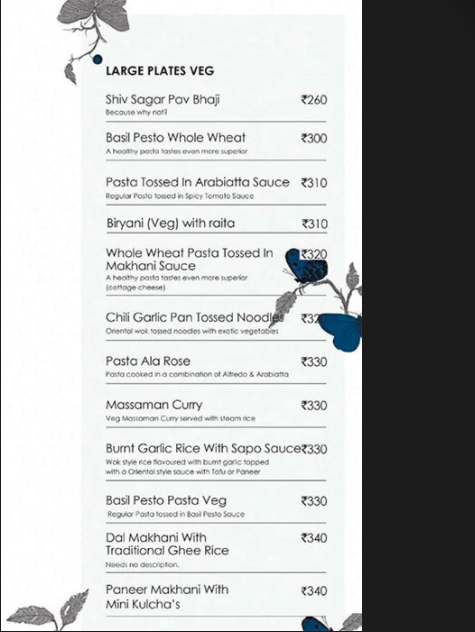 LARGE PLATES VEG
Shiv Sagar Pav Bhaji ₹260
Because why not?
Basil Pesto Whole Wheat ₹300
A healthy pasta tastes even more superior
Pasta Tossed In Arabiatta Sauce ₹310
Regular Pasta tossed in Spicy Tomato Sauce
Biryani (Veg) with raita ₹310
Whole Wheat Pasta Tossed In ₹320
Makhani Sauce
A healthy pasta tastes even more superior
(cottage cheese)
Chili Garlic Pan Tossed Noodles
Oriental wok tossed noodles with exotic vegetables
Pasta Ala Rose ₹330
Pasta cooked in a combination of Alfredo & Arabiatta
Massaman Curry ₹330
Veg Massaman Curry served with steam rice
Burnt Garlic Rice With Sapo Sauce ₹330
Wok style rice flavoured with burnt garlic topped
with a Oriental style sauce with Tofu or Paneer
Basil Pesto Pasta Veg ₹330
Regular Pasta tossed in Basil Pesto Sauce
Dal Makhani With ₹340
Traditional Ghee Rice
Needs no description.
Paneer Makhani With ₹340
Mini Kulcha's